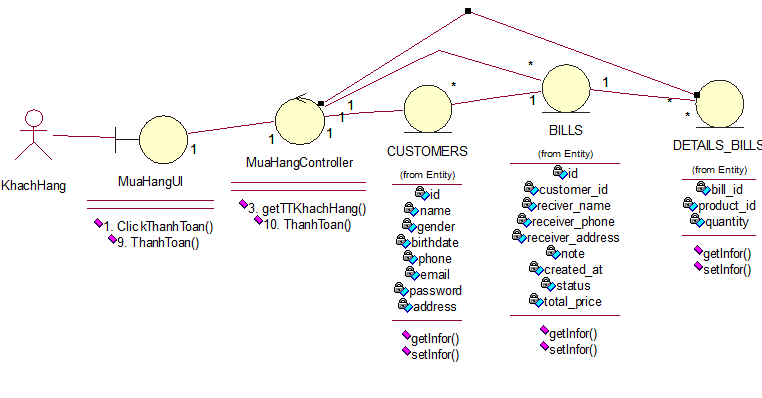 KhachHang
MuaHangUI
1. ClickThanhToan()
9. ThanhToan()
1
MuaHangController
3. getTTKhachHang()
10. ThanhToan()
1
1
1
1
*
CUSTOMERS
(from Entity)
id
name
gender
birthdate
phone
email
password
address
getInfor()
setInfor()
*
1
1
BILLS
(from Entity)
id
customer_id
reciver_name
receiver_phone
receiver_address
note
created_at
status
total_price
getInfor()
setInfor()
*
*
DETAILS_BILLS
(from Entity)
bill_id
product_id
quantity
getInfor()
setInfor()